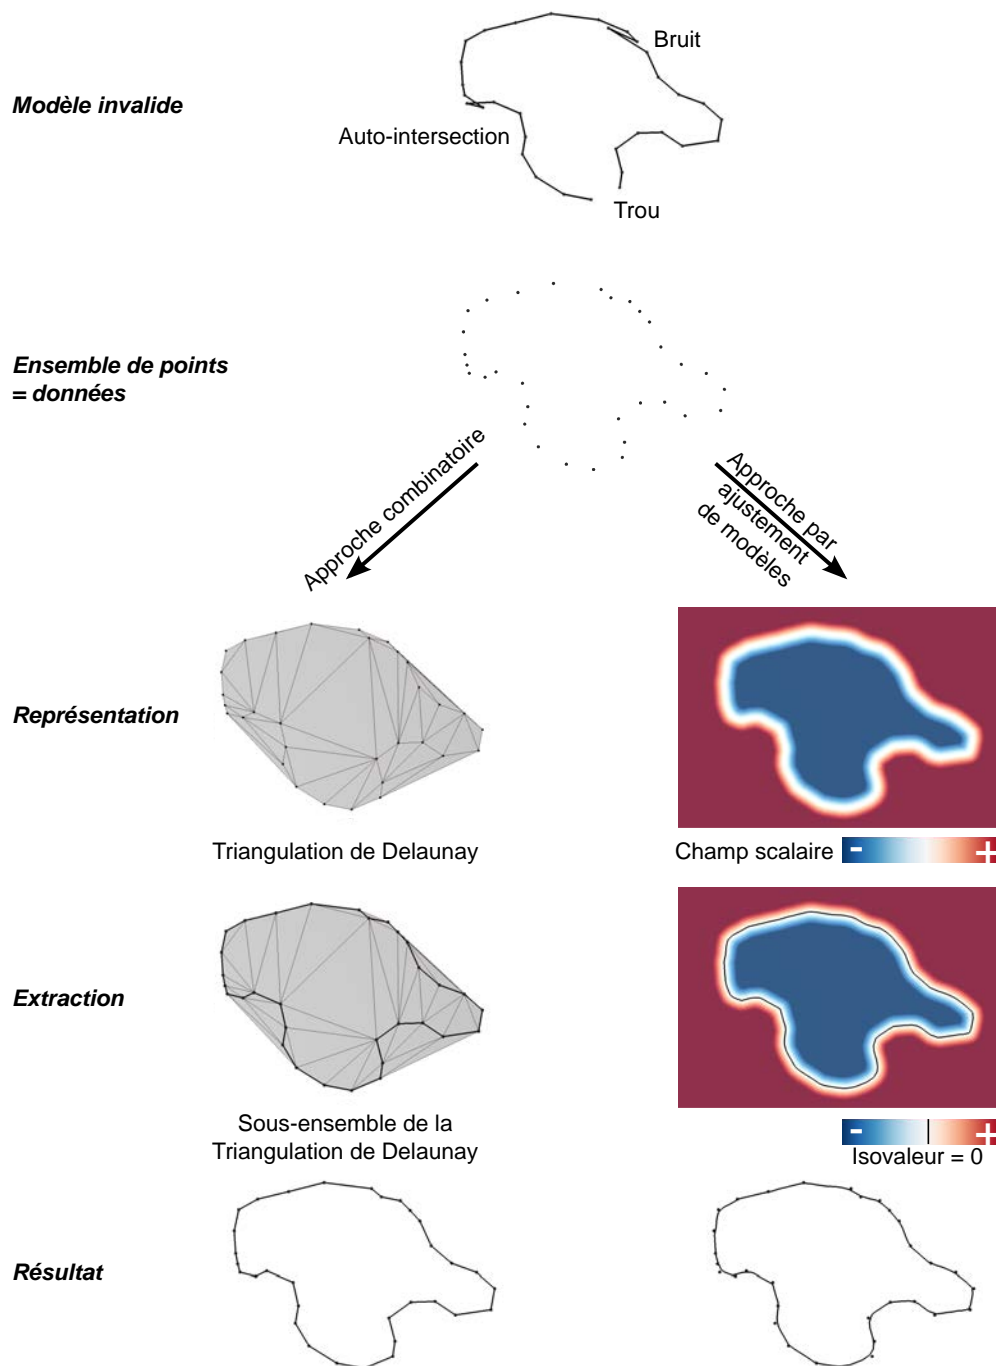 Bruit
Modèle invalide
Auto-intersection
Trou
Ensemble de points
= données
Approche combinatoire
Approche par
ajustement
de modèles
Représentation
Triangulation de Delaunay
Champ scalaire - +
Extraction
Sous-ensemble de la
Triangulation de Delaunay
- +
Isovaleur = 0
Résultat